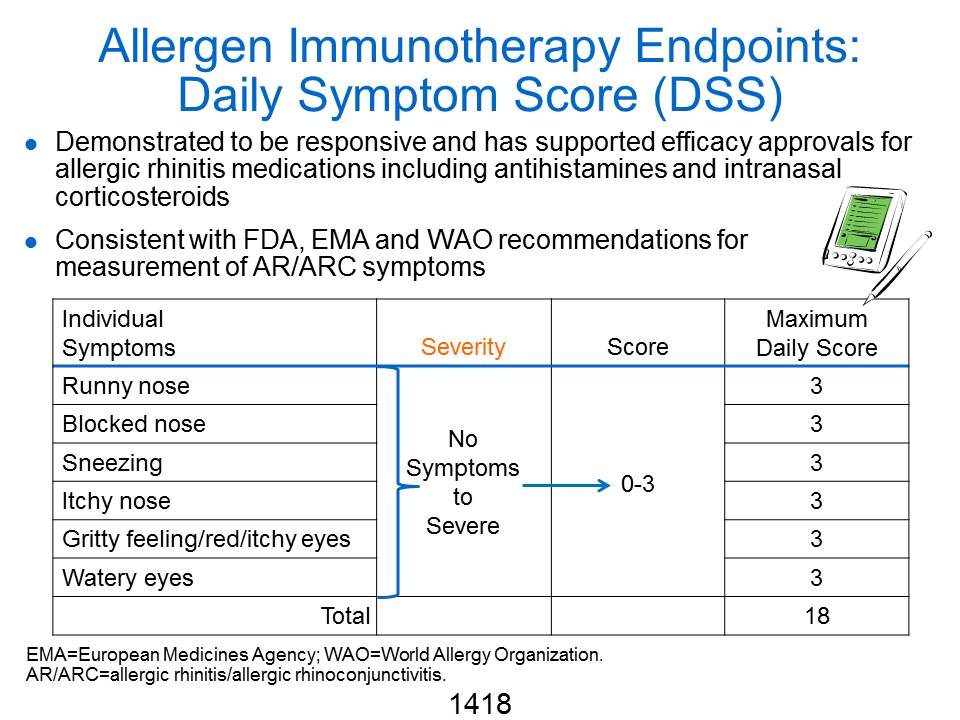 Allergen Immunotherapy Endpoints:
Daily Symptom Score (DSS)
Demonstrated to be responsive and has supported efficacy approvals for
allergic rhinitis medications including antihistamines and intranasal
corticosteroids
Consistent with FDA, EMA and WAO recommendations for
measurement of AR/ARC symptoms
Individual
Symptoms
Severity
Score
Maximum
Daily Score
Runny nose
3
Blocked nose
3
Sneezing
3
Itchy nose
3
Gritty feeling/red/itchy eyes
3
Watery eyes
3
No
Symptoms
to
Severe
0-3
Total
18
EMA=European Medicines Agency; WAO=World Allergy Organization.
AR/ARC=allergic rhinitis/allergic rhinoconjunctivitis.
1418